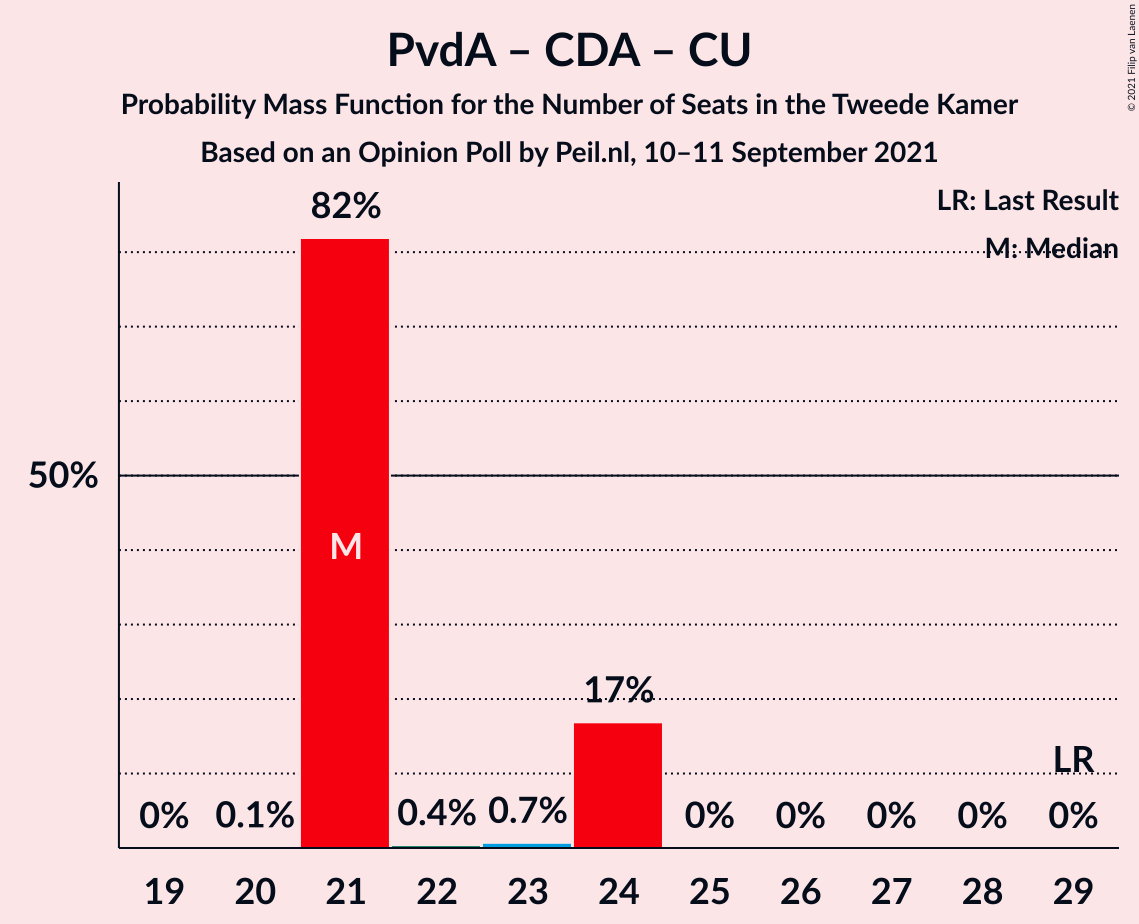 PvdA – CDA – CU
Probability Mass Function for the Number of Seats in the Tweede Kamer
Based on an Opinion Poll by Peil.nl, 10–11 September 2021
© 2021 Filip van Laenen
LR: Last Result
M: Median
82%
50%
M
17%
LR
0% 0.1% 0.4% 0.7% 0% 0% 0% 0% 0%
19 20 21 22 23 24 25 26 27 28 29